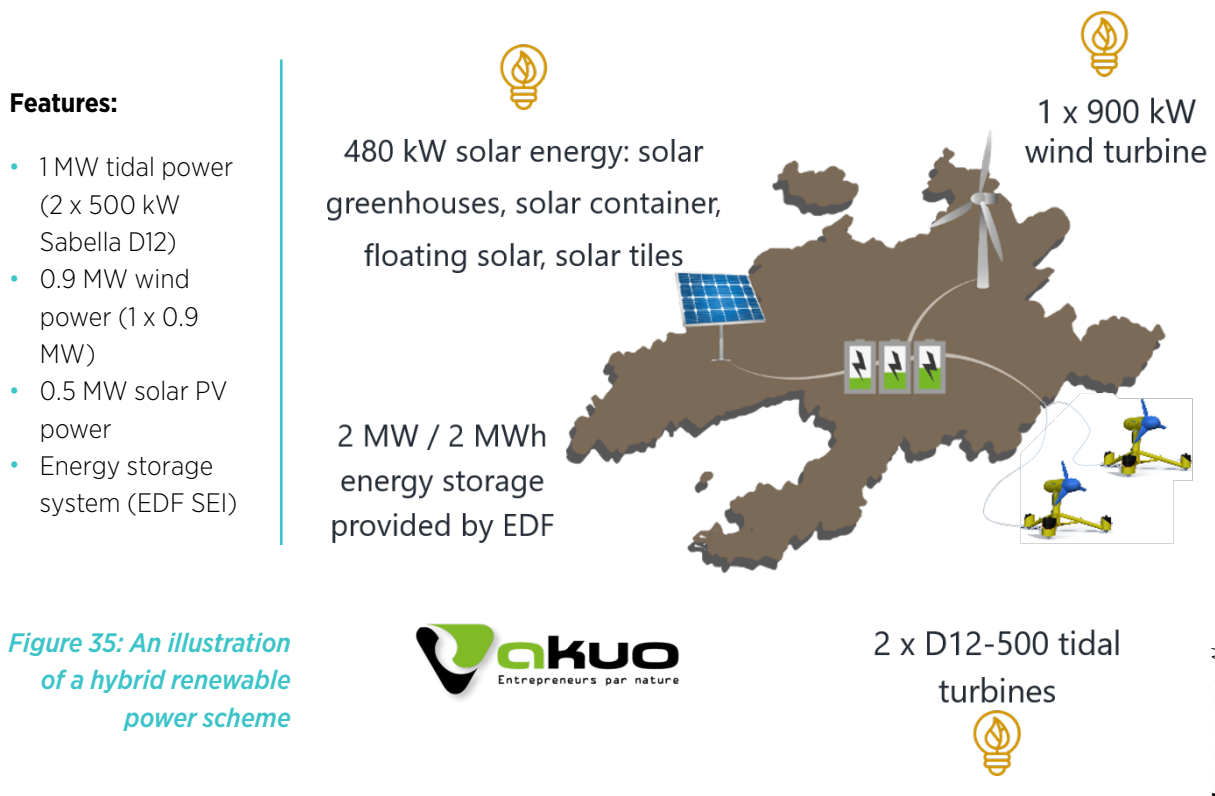 Features:
• 1 MW tidal power
(2 x 500 kW
Sabella D12)
• 0.9 MW wind
power (1 x 0.9
MW)
• 0.5 MW solar PV
power
• Energy storage
system (EDF SEI)
480 kW solar energy: solar
greenhouses, solar container,
floating solar, solar tiles
1 x 900 kW
wind turbine
2 MW / 2 MWh
energy storage
provided by EDF
Figure 35: An illustration
of a hybrid renewable
power scheme
akuo
Entrepreneurs par nature
2 x D12-500 tidal
turbines